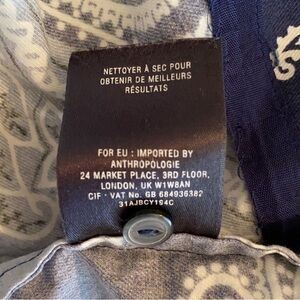 NETTOYER À SEC POUR
OBTENIR DE MEILLEURS
RÉSULTATS
FOR EU : IMPORTED BY
ANTHROPOLOGIE
24 MARKET PLACE, 3RD FLOOR,
LONDON, UK W1W8AN
CIF · VAT No. GB 684936382
31AJBCY194C